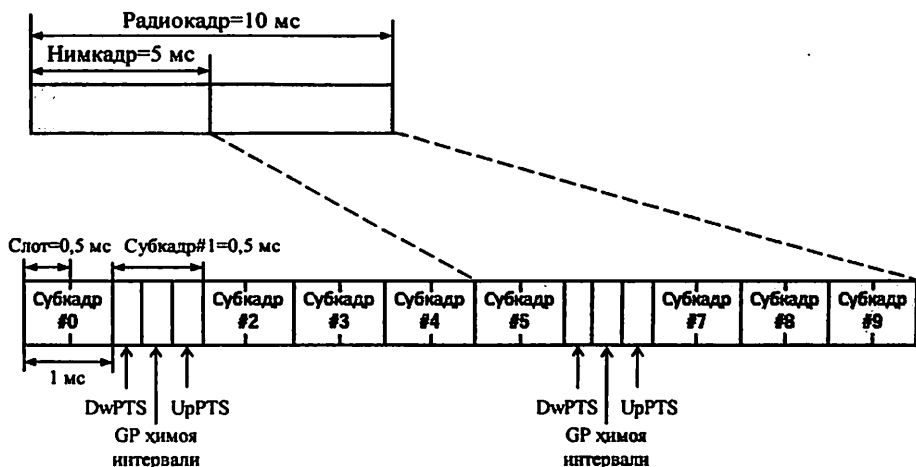 Радиокадр=10 мс
Нимкадр=5 мс
Слот=0,5 мс
Субкадр#1=0,5 мс
Субкадр
#0
Субкадр
#2
Субкадр
#3
Субкадр
#4
Субкадр
#5
Субкадр
#7
Субкадр
#8
Субкадр
#9
1 мс
DwPTS
UpPTS
GP ҳимоя
интервали
DwPTS
UpPTS
GP ҳимоя
интервали